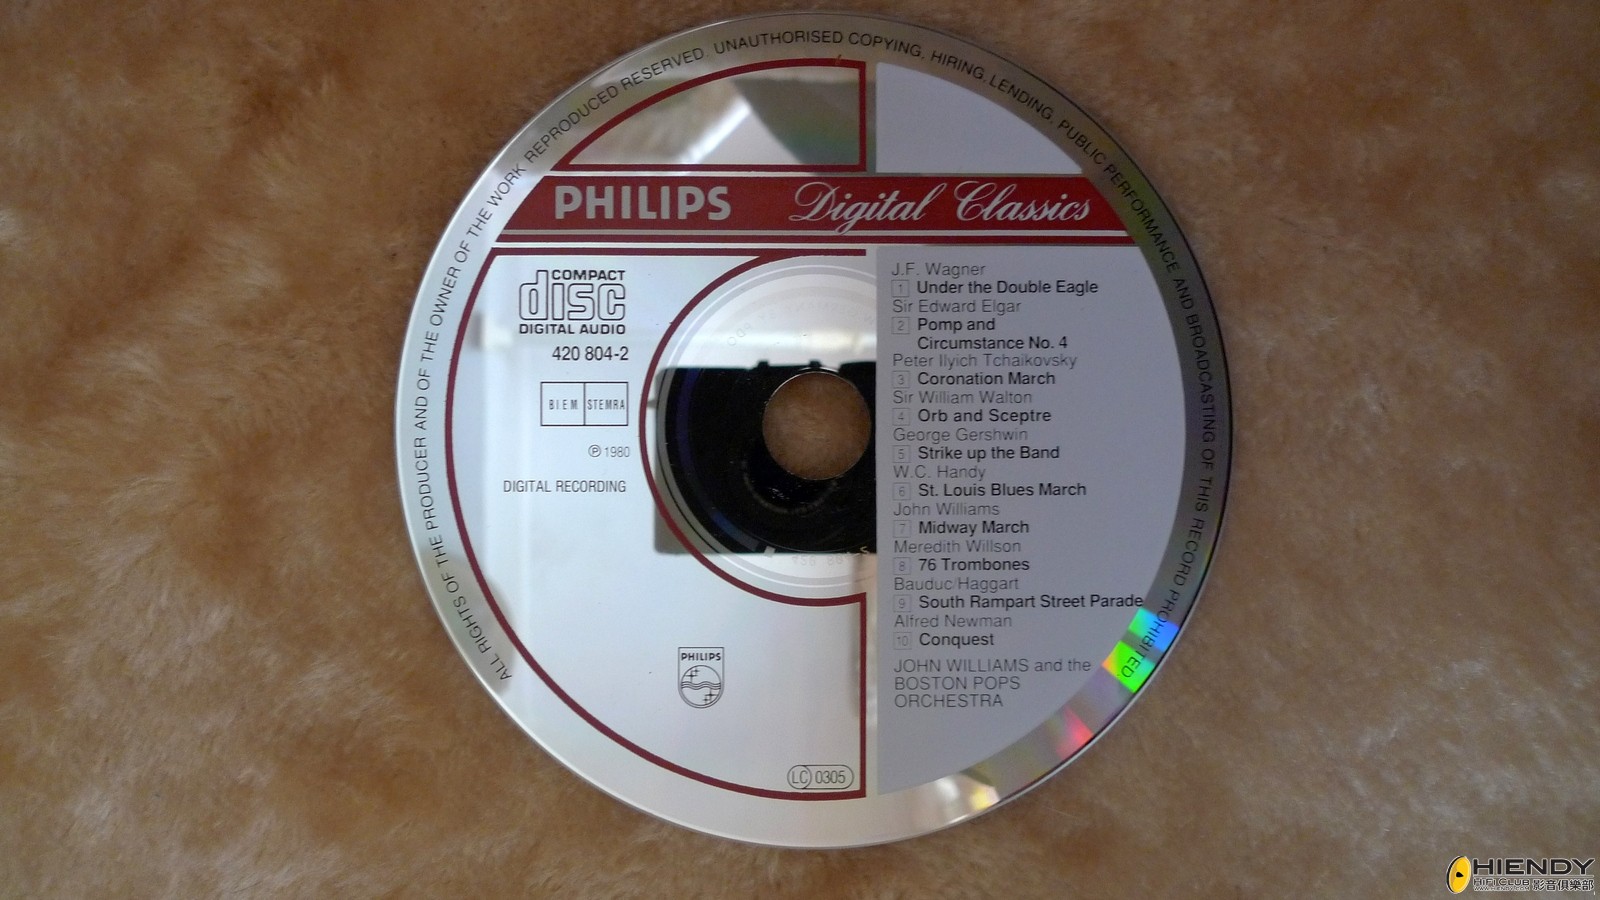 ALL RIGHTS OF THE PRODUCER AND OF THE OWNER OF THE WORK REPRODUCED RESERVED. UNAUTHORISED COPYING, HIRING, LENDING, PUBLIC PERFORMANCE AND BROADCASTING OF THIS RECORD PROHIBITED.
PHILIPS Digital Classics
COMPACT
disc
DIGITAL AUDIO
420 804-2
BIEM STEMRA
℗ 1980
DIGITAL RECORDING
J.F. Wagner
1 Under the Double Eagle
Sir Edward Elgar
2 Pomp and
Circumstance No. 4
Peter Ilyich Tchaikovsky
3 Coronation March
Sir William Walton
4 Orb and Sceptre
George Gershwin
5 Strike up the Band
W.C. Handy
6 St. Louis Blues March
John Williams
7 Midway March
Meredith Willson
8 76 Trombones
Bauduc/Haggart
9 South Rampart Street Parade
Alfred Newman
10 Conquest
JOHN WILLIAMS and the
BOSTON POPS
ORCHESTRA
PHILIPS
LC 0305
HIENDY
HIFI CLUB 影音俱樂部